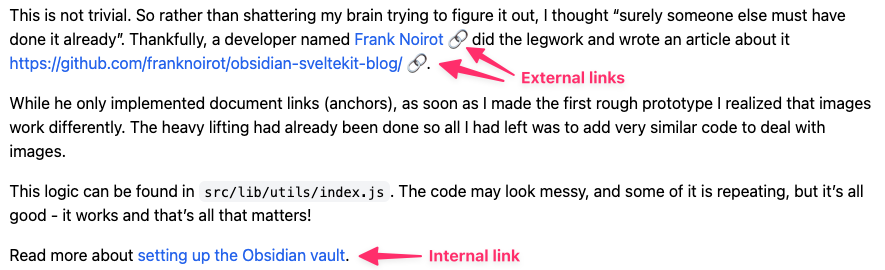 This is not trivial. So rather than shattering my brain trying to figure it out, I thought “surely someone else must have
done it already”. Thankfully, a developer named Frank Noirot 🔗 did the legwork and wrote an article about it
https://github.com/franknoirot/obsidian-sveltekit-blog/ 🔗.
External links
While he only implemented document links (anchors), as soon as I made the first rough prototype I realized that images
work differently. The heavy lifting had already been done so all I had left was to add very similar code to deal with
images.
This logic can be found in src/lib/utils/index.js. The code may look messy, and some of it is repeating, but it’s all
good - it works and that’s all that matters!
Read more about setting up the Obsidian vault.
Internal link